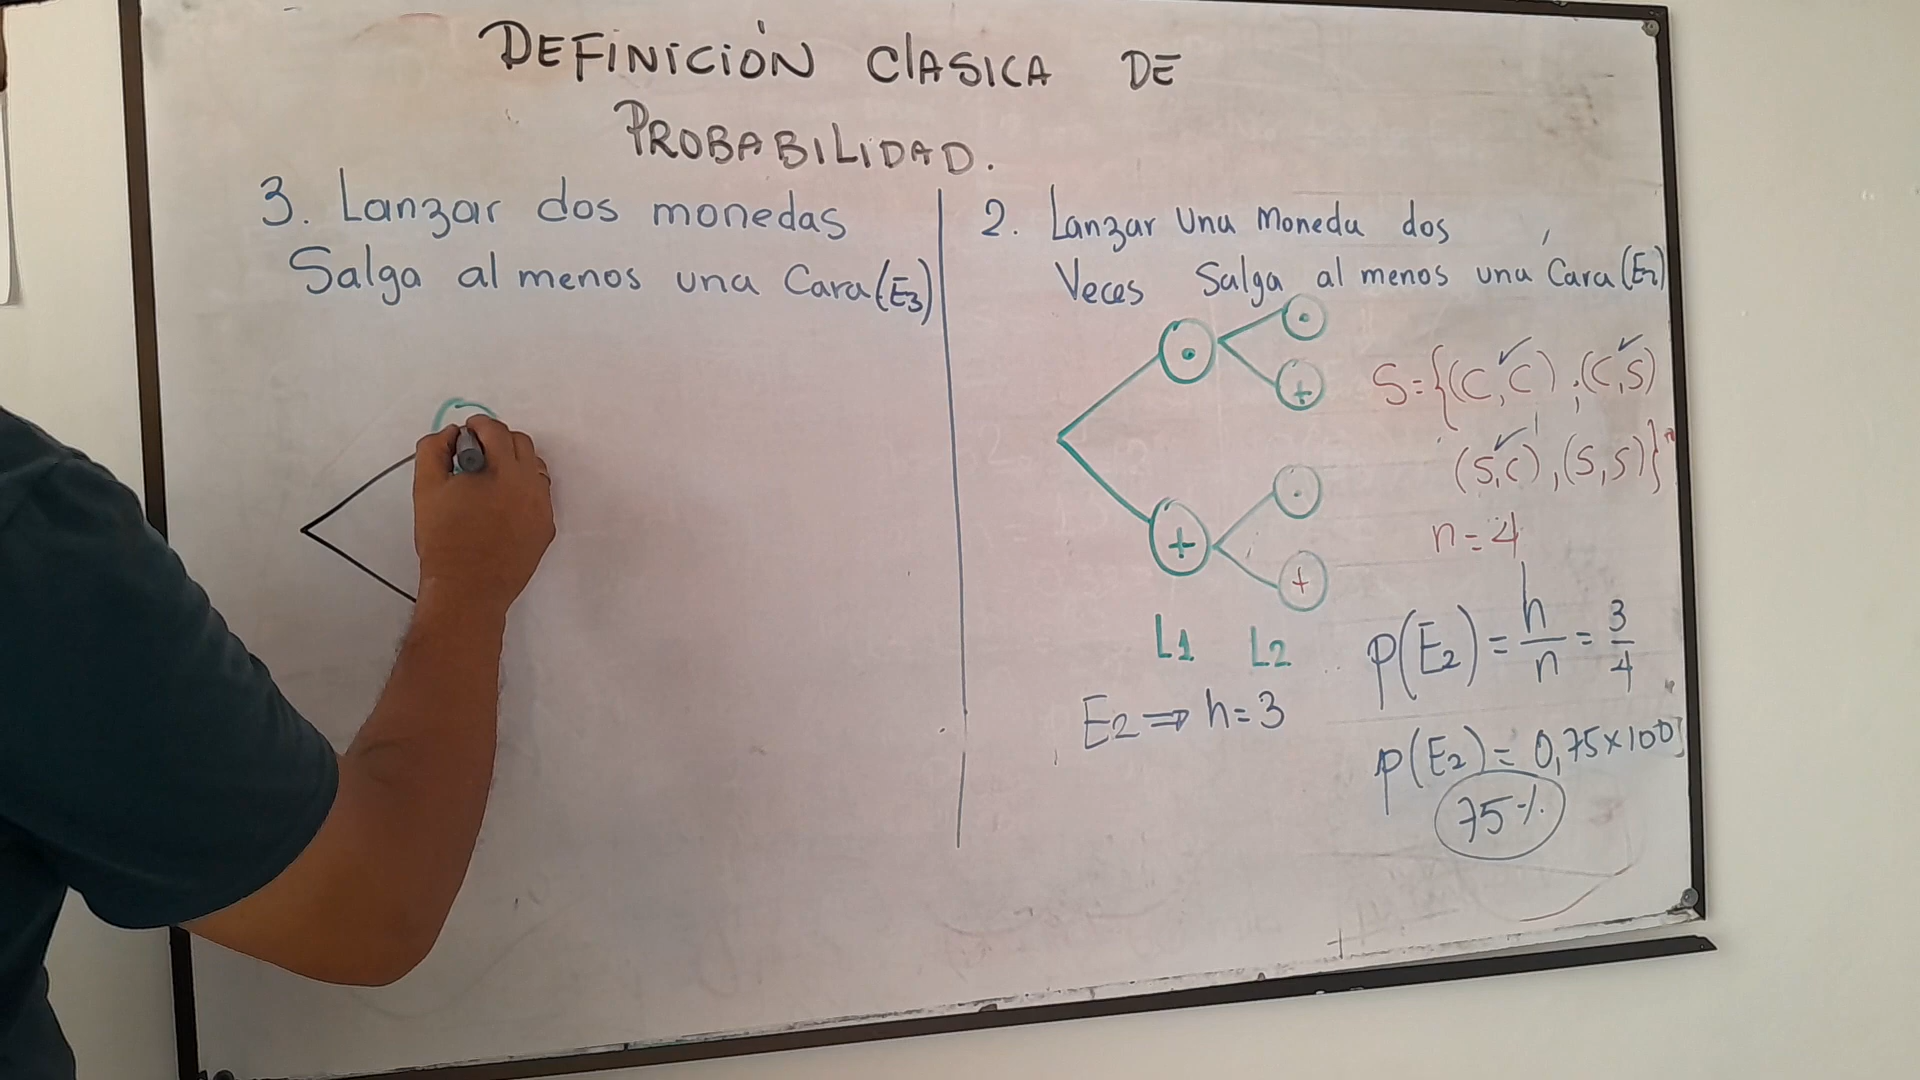 DEFINICIÓN CLASICA DE
PROBABILIDAD.
3. Lanzar dos monedas
Salga al menos una Cara (E3)
2. Lanzar Una Moneda dos
Veces Salga al menos una Cara (E2)
S={(C,C);(C,S)
(S,C),(S,S)}
n=4
L1 L2
E2 ⇒ h=3
P(E2) = h/n = 3/4
P(E2) = 0,75×100
75%